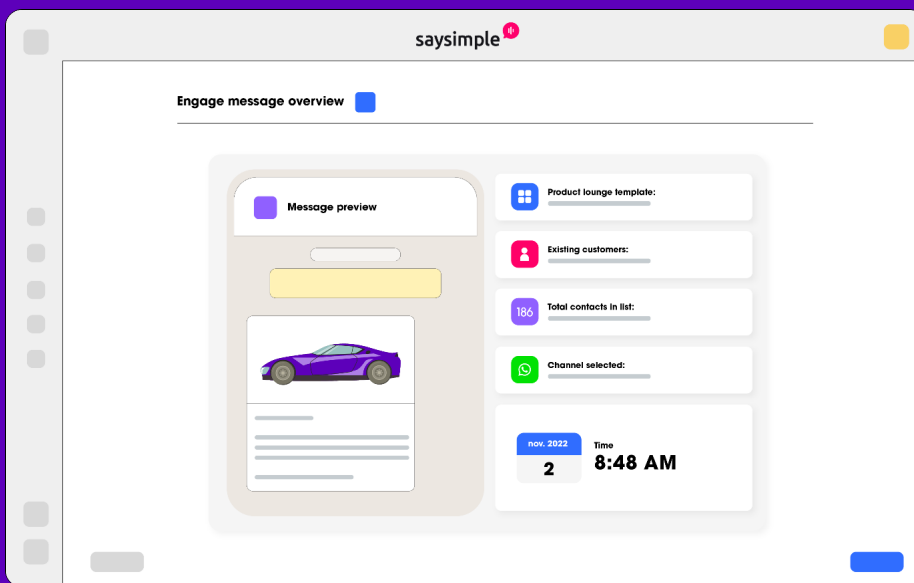 saysimple
Engage message overview
Message preview
Product lounge template:
Existing customers:
186
Total contacts in list:
Channel selected:
nov. 2022
2
Time
8:48 AM